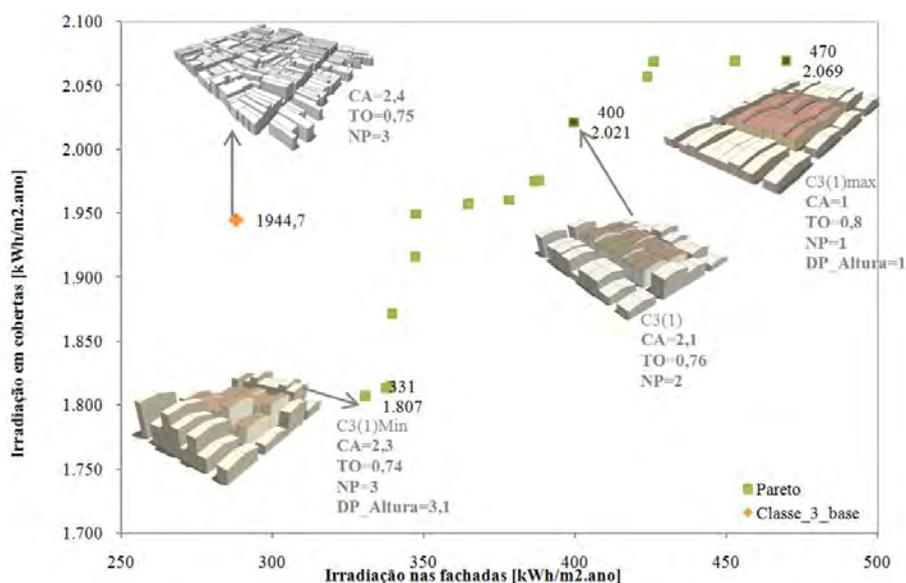 2.100
2.050
2.000
1.950
1.900
1.850
1.800
1.750
1.700
Irradiação em cobertas [kWh/m2.ano]
CA=2,4
TO=0,75
NP=3
1944,7
470
2.069
400
2.021
C3(1)max
CA=1
TO=0,8
NP=1
DP_Altura=1
C3(1)
CA=2,1
TO=0,76
NP=2
331
1.807
C3(1)Min
CA=2,3
TO=0,74
NP=3
DP_Altura=3,1
Pareto
Classe_3_base
250
300
350
400
450
500
Irradiação nas fachadas [kWh/m2.ano]